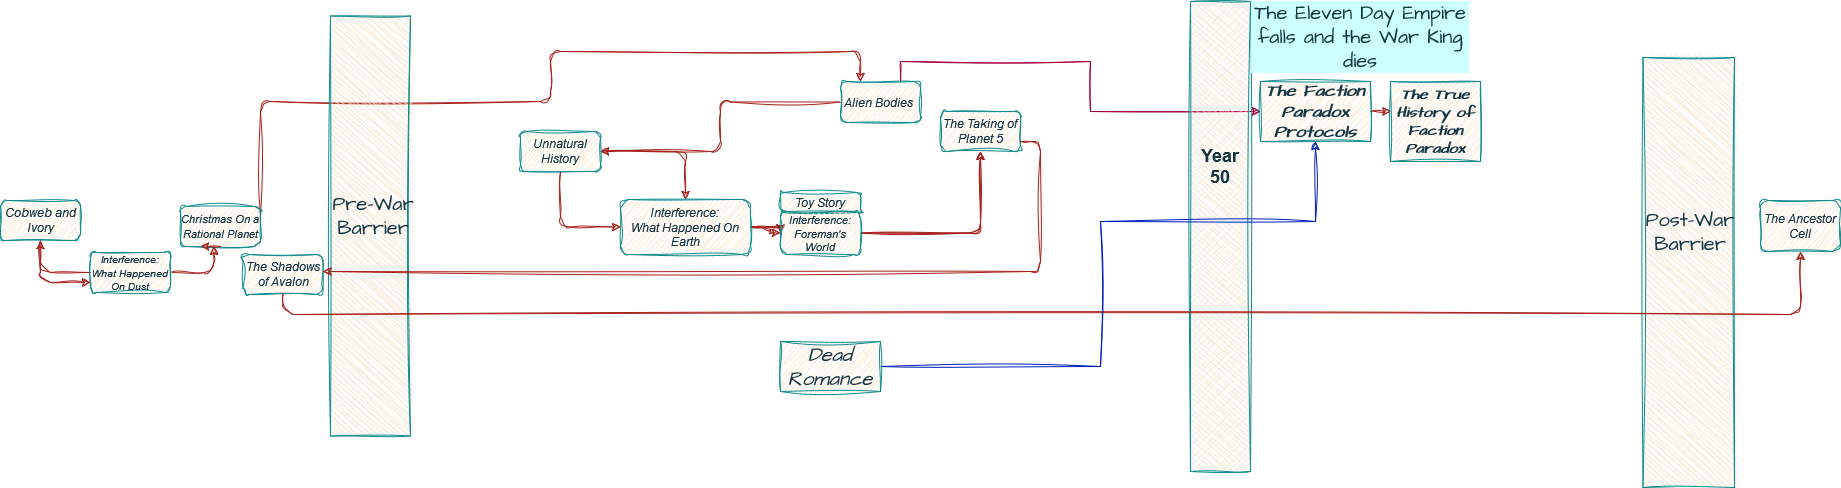 Cobweb and
Ivory
Interference:
What Happened
On Dust
Christmas On a
Rational Planet
The Shadows
of Avalon
Pre-War
Barrier
Unnatural
History
Interference:
What Happened On
Earth
Toy Story
Interference:
Foreman's
World
Alien Bodies
The Taking of
Planet 5
Dead
Romance
Year
50
The Eleven Day Empire
falls and the War King
dies
The Faction
Paradox
Protocols
The True
History of
Faction
Paradox
Post-War
Barrier
The Ancestor
Cell